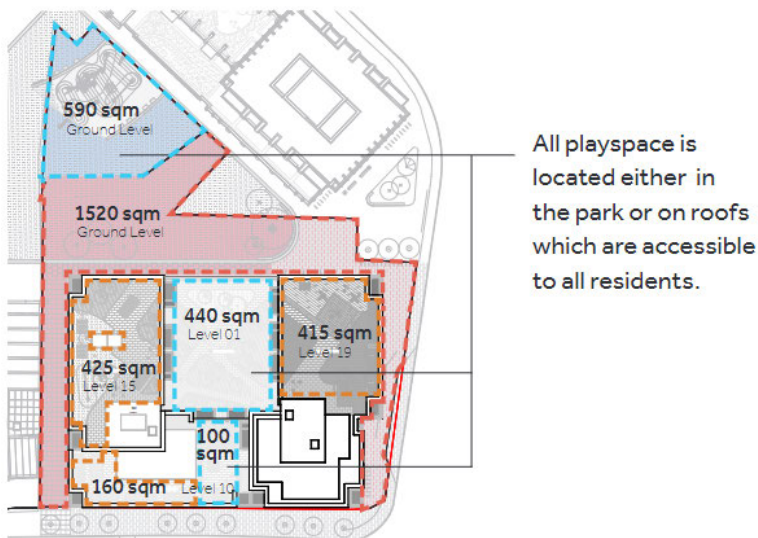 590 sqm
Ground Level
1520 sqm
Ground Level
440 sqm
Level 01
415 sqm
Level 19
425 sqm
Level 15
100
sqm
160 sqm
Level 10
All playspace is
located either in
the park or on roofs
which are accessible
to all residents.